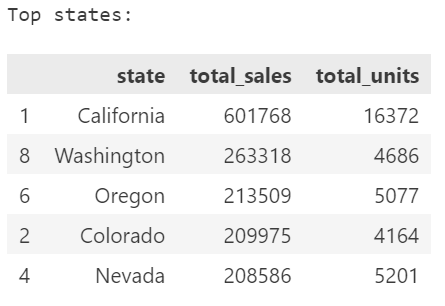 Top states:
state total_sales total_units
1 California 601768 16372
8 Washington 263318 4686
6 Oregon 213509 5077
2 Colorado 209975 4164
4 Nevada 208586 5201